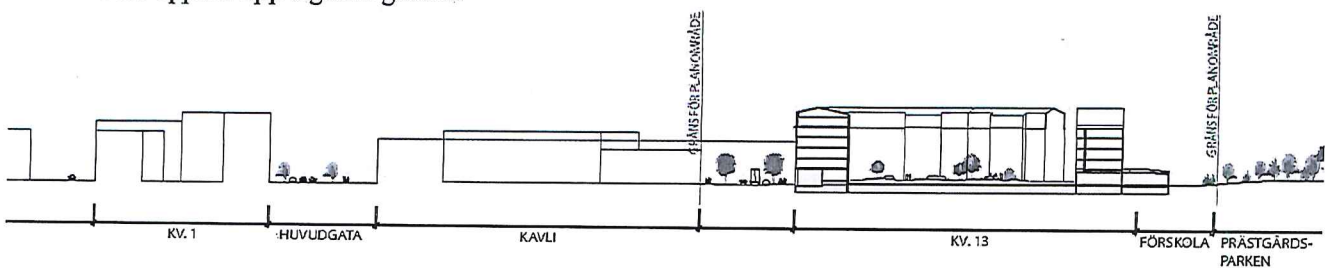 GRÄNS FÖR PLANOMRÅDE
GRÄNS FÖR PLANOMRÅDE
KV. 1
HUVUDGATA
KAVLI
KV. 13
FÖRSKOLA
PRÄSTGÅRDS-
PARKEN